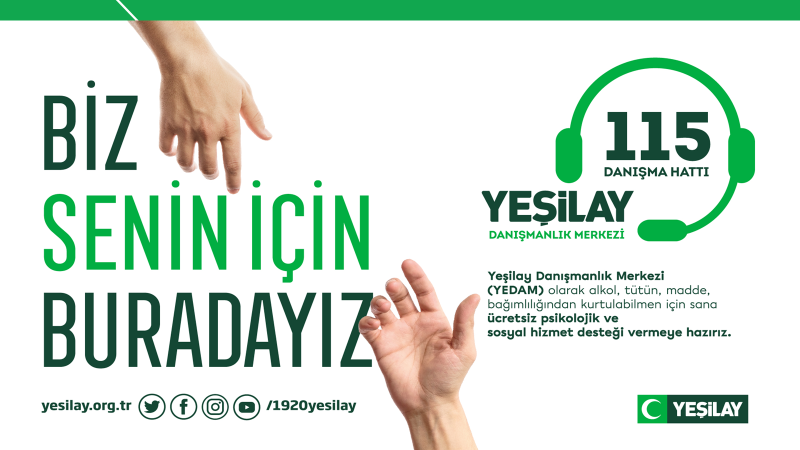 BİZ
SENİN İÇİN
BURADAYIZ
yesilay.org.tr /1920yesilay
115
DANIŞMA HATTI
YEŞİLAY
DANIŞMANLIK MERKEZİ
Yeşilay Danışmanlık Merkezi
(YEDAM) olarak alkol, tütün, madde,
bağımlılığından kurtulabilmen için sana
ücretsiz psikolojik ve
sosyal hizmet desteği vermeye hazırız.
YEŞİLAY